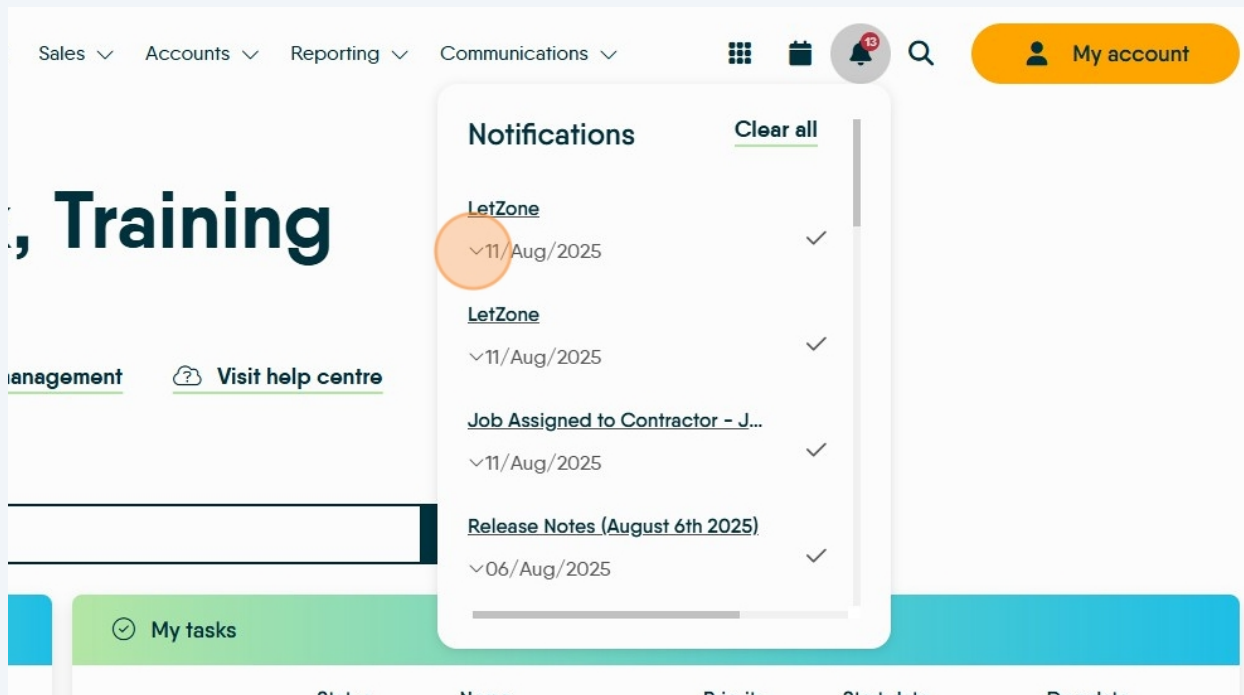 Sales Accounts Reporting Communications 13 My account
Notifications Clear all
LetZone
11/Aug/2025
, Training
LetZone
11/Aug/2025
anagement Visit help centre
Job Assigned to Contractor - J...
11/Aug/2025
Release Notes (August 6th 2025)
06/Aug/2025
My tasks